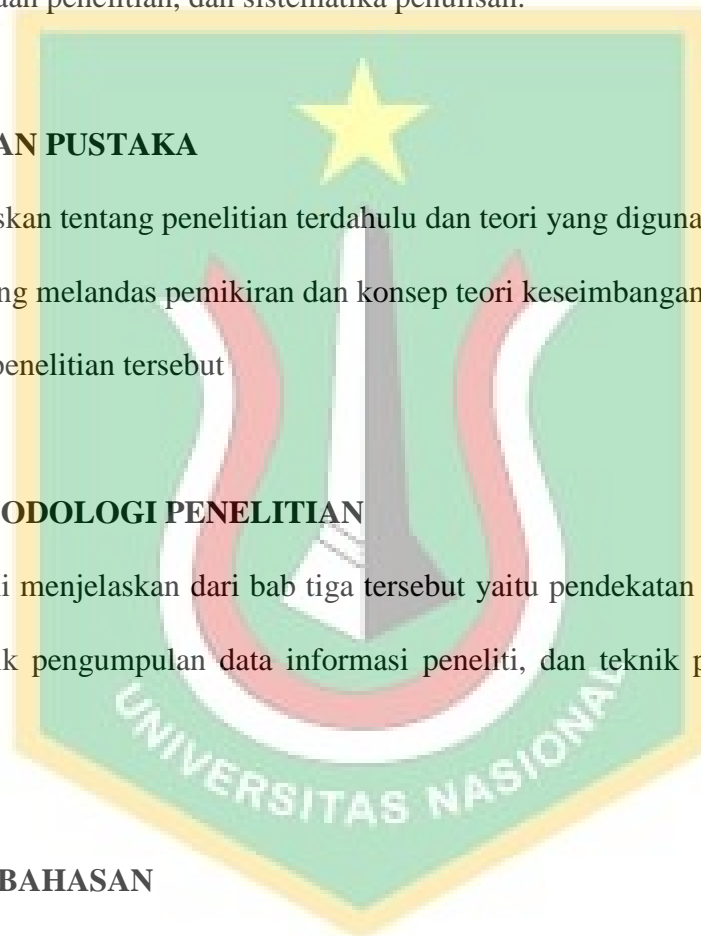 dan penelitian, dan sistematika penulisan.
AN PUSTAKA
skan tentang penelitian terdahulu dan teori yang diguna
ng melandas pemikiran dan konsep teori keseimbangan
penelitian tersebut
ODOLOGI PENELITIAN
i menjelaskan dari bab tiga tersebut yaitu pendekatan
ik pengumpulan data informasi peneliti, dan teknik p
UNIVERSITAS NASIONAL
BAHASAN